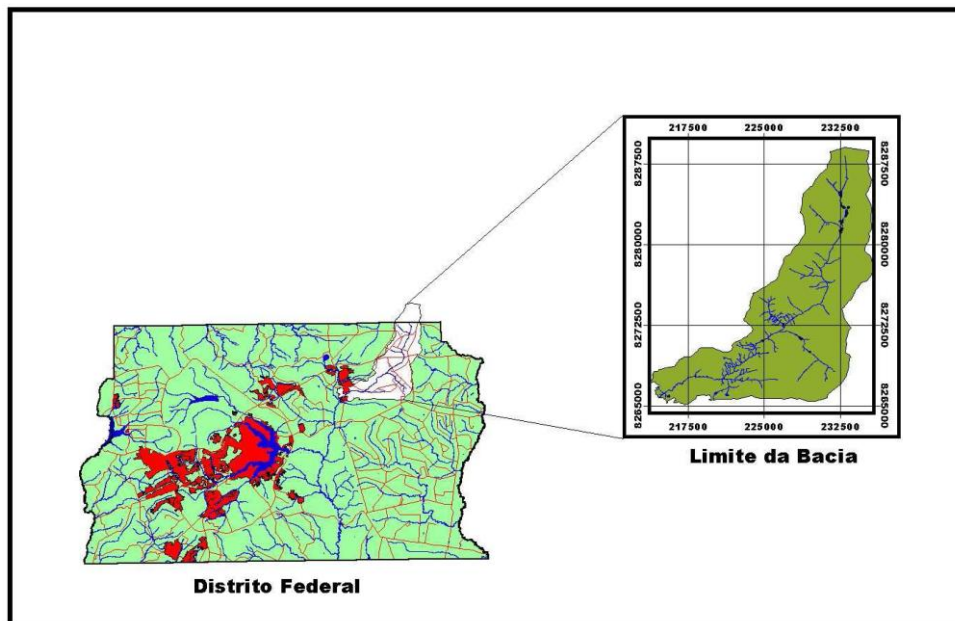 217500 225000 232500
8287500 8287500
8280000 8280000
8272500 8272500
8265000 8265000
217500 225000 232500
Limite da Bacia
Distrito Federal